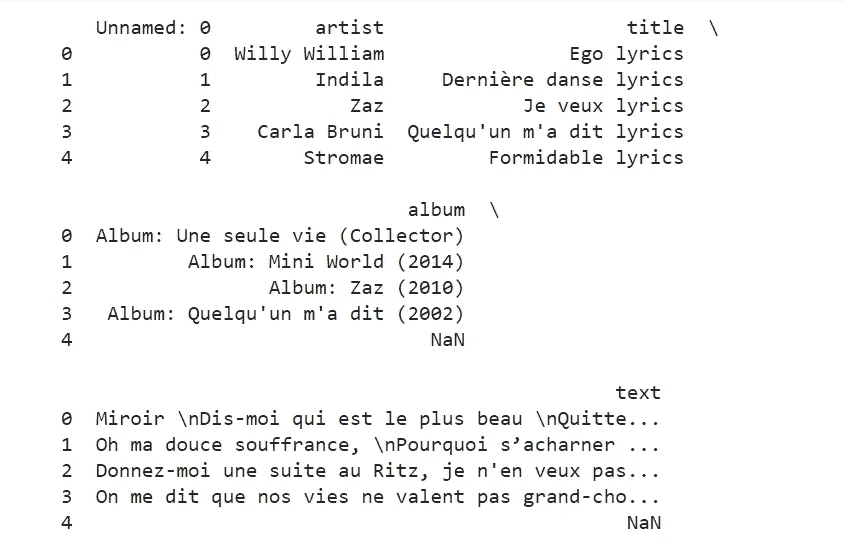 Unnamed: 0 artist title \
0 0 Willy William Ego lyrics
1 1 Indila Dernière danse lyrics
2 2 Zaz Je veux lyrics
3 3 Carla Bruni Quelqu'un m'a dit lyrics
4 4 Stromae Formidable lyrics
album \
0 Album: Une seule vie (Collector)
1 Album: Mini World (2014)
2 Album: Zaz (2010)
3 Album: Quelqu'un m'a dit (2002)
4 NaN
text
0 Miroir \nDis-moi qui est le plus beau \nQuitte...
1 Oh ma douce souffrance, \nPourquoi s’acharner ...
2 Donnez-moi une suite au Ritz, je n'en veux pas...
3 On me dit que nos vies ne valent pas grand-cho...
4 NaN